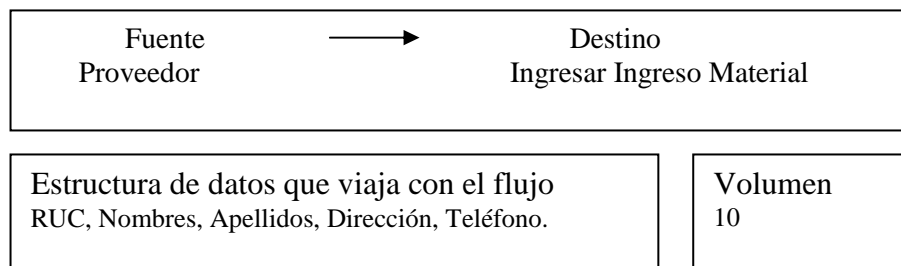 Fuente Destino
Proveedor Ingresar Ingreso Material
Estructura de datos que viaja con el flujo
RUC, Nombres, Apellidos, Dirección, Teléfono.
Volumen
10